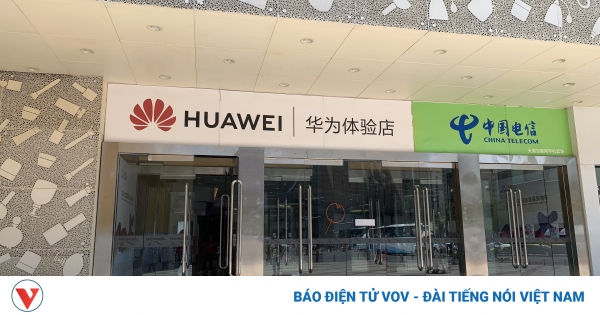 HUAWEI 华为体验店
中国电信
CHINA TELECOM
BÁO ĐIỆN TỬ VOV - ĐÀI TIẾNG NÓI VIỆT NAM